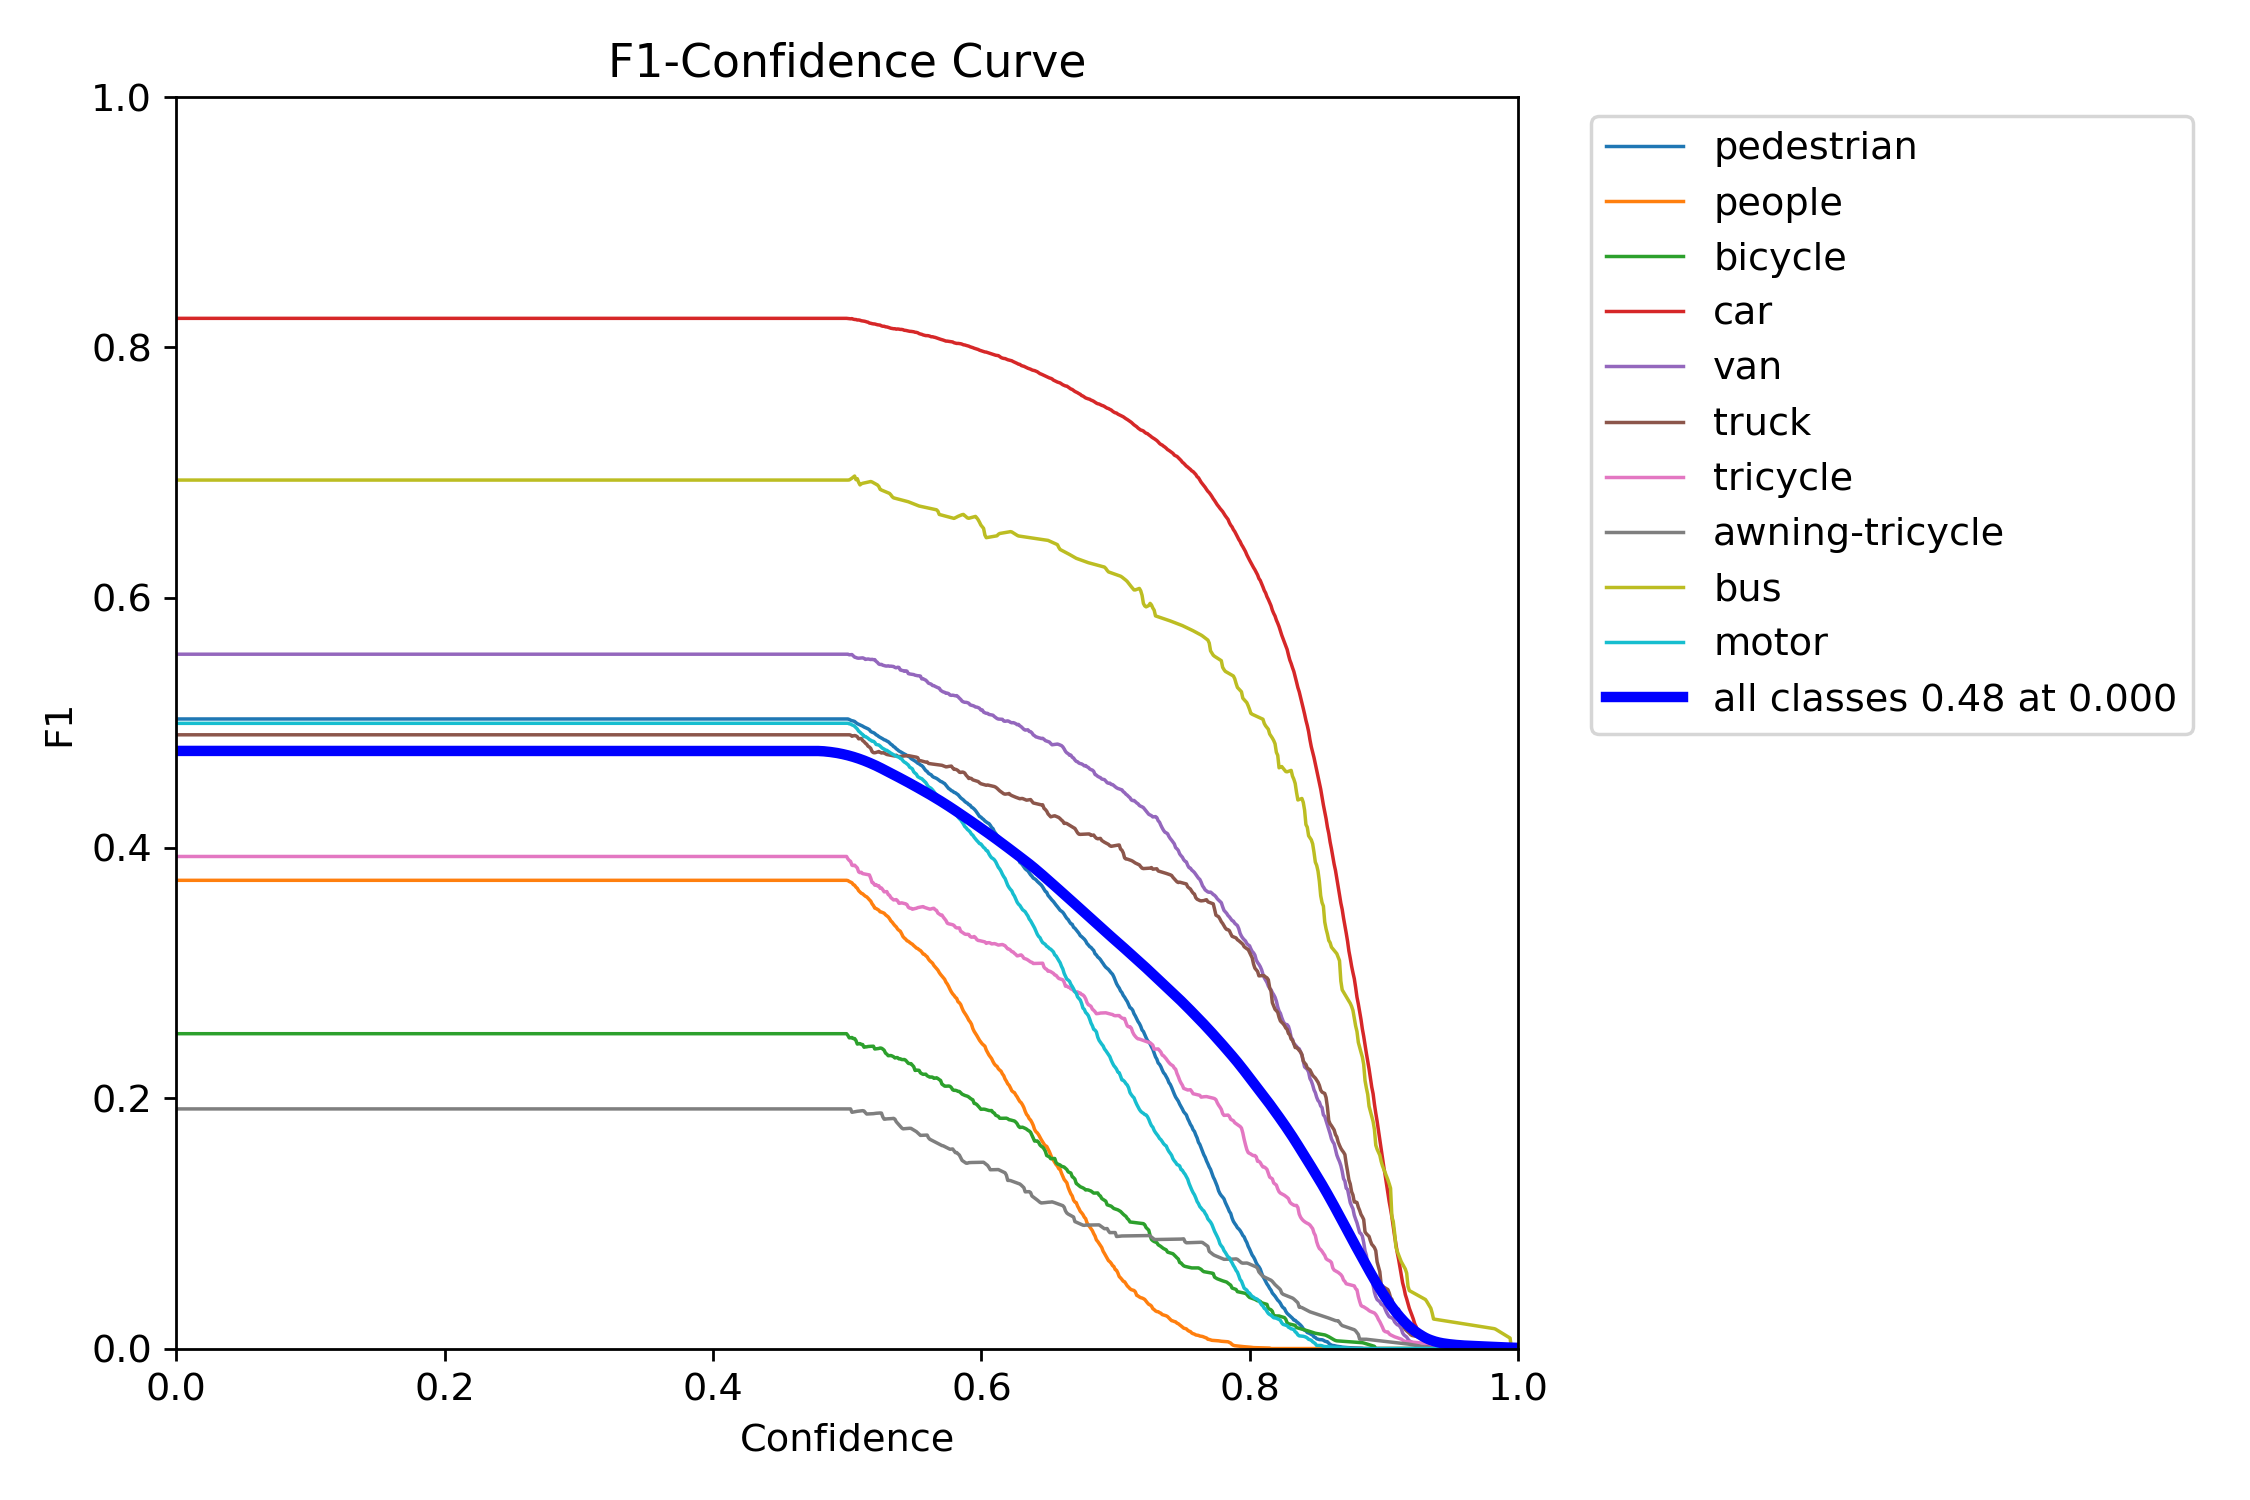 F1-Confidence Curve
1.0
0.8
0.6
0.4
0.2
0.0
F1
0.0 0.2 0.4 0.6 0.8 1.0
Confidence
pedestrian
people
bicycle
car
van
truck
tricycle
awning-tricycle
bus
motor
all classes 0.48 at 0.000